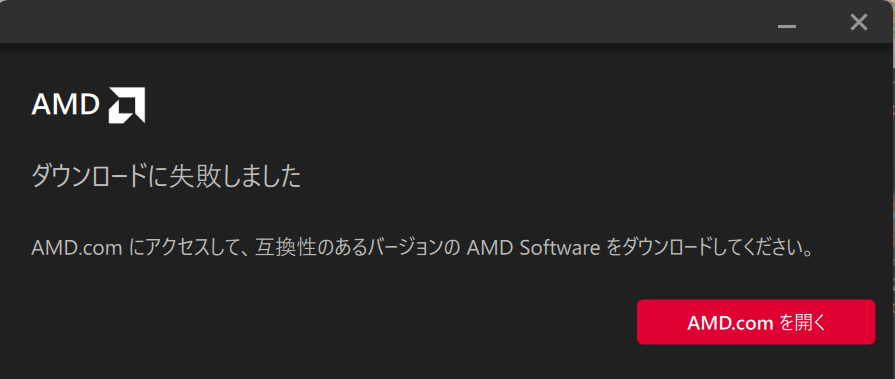 AMD
ダウンロードに失敗しました
AMD.com にアクセスして、互換性のあるバージョンの AMD Software をダウンロードしてください。
AMD.com を開く